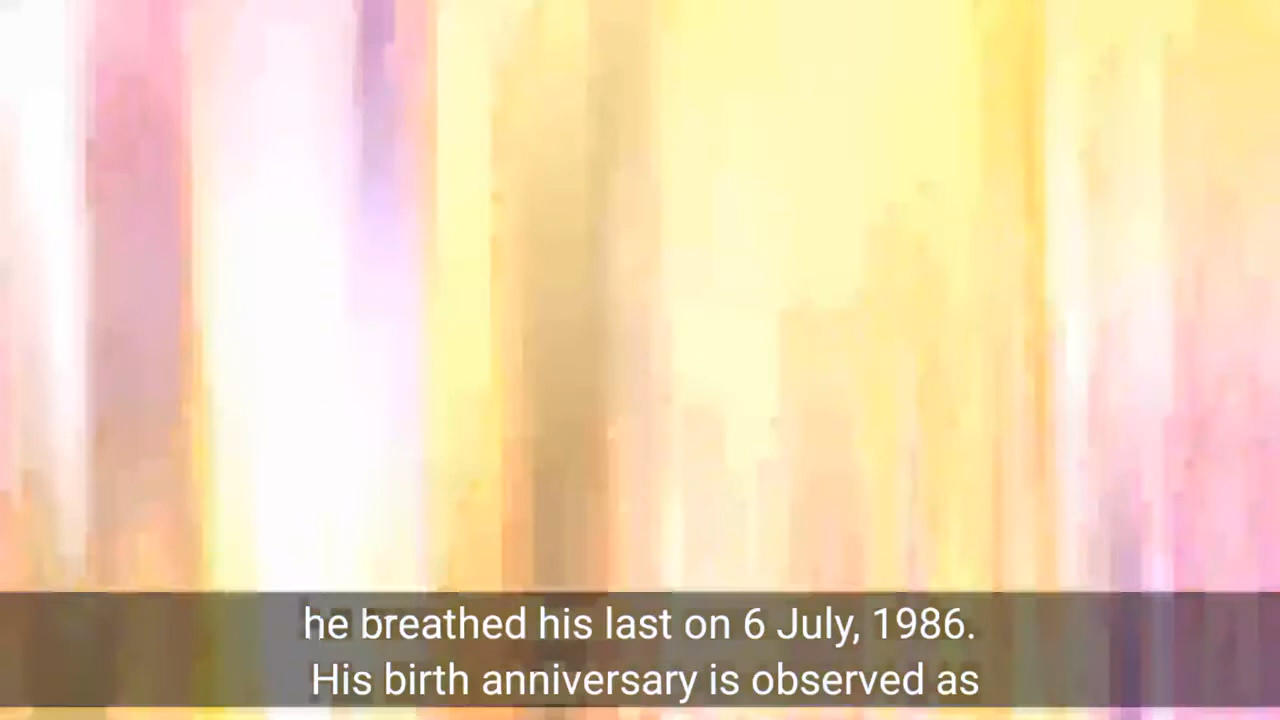 he breathed his last on 6 July, 1986.
His birth anniversary is observed as